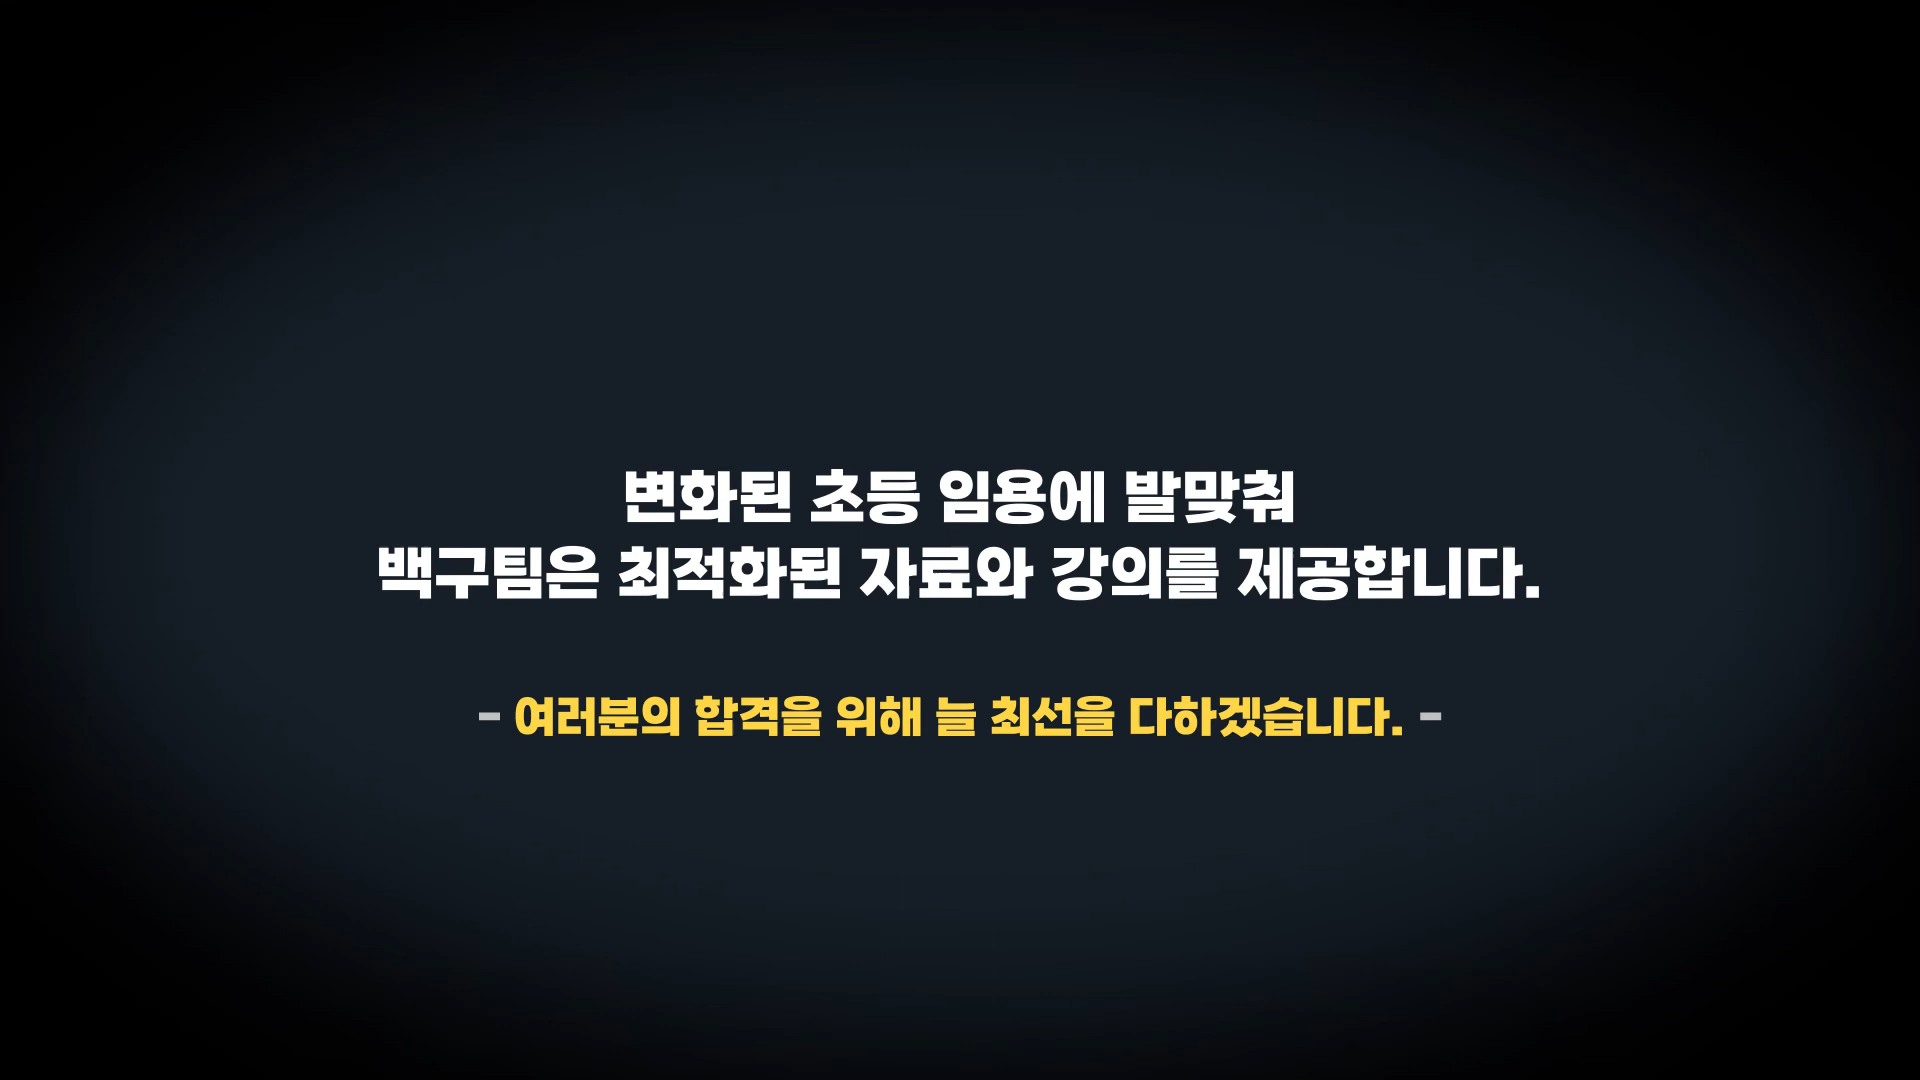 변화된 초등 임용에 발맞춰
백구팀은 최적화된 자료와 강의를 제공합니다.
- 여러분의 합격을 위해 늘 최선을 다하겠습니다. -